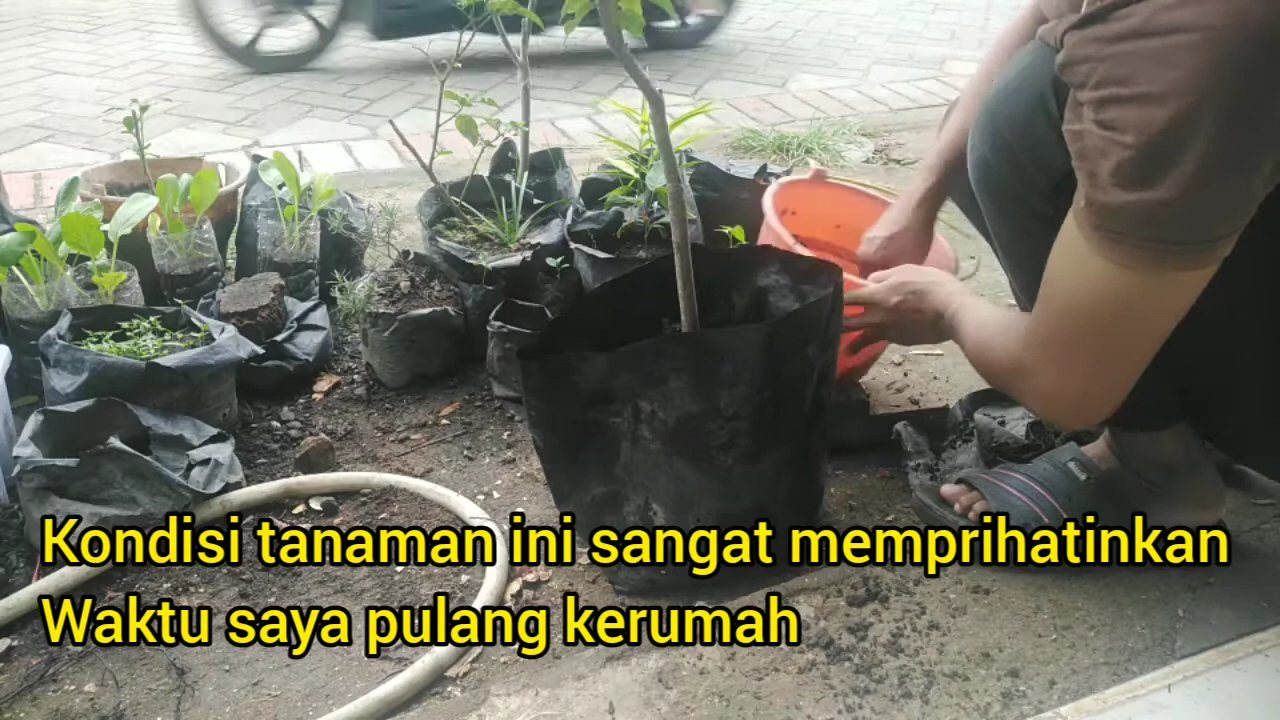 Kondisi tanaman ini sangat memprihatinkan
Waktu saya pulang kerumah